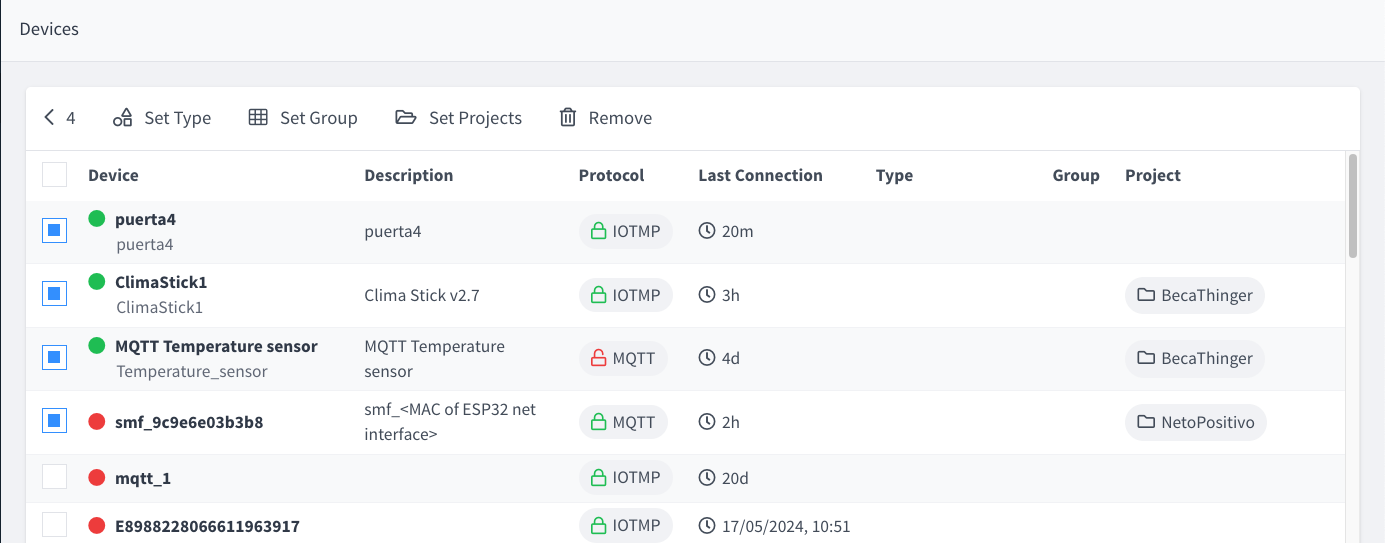 Devices
4 Set Type Set Group Set Projects Remove
Device Description Protocol Last Connection Type Group Project
puerta4
puerta4
puerta4 IOTMP 20m
ClimaStick1
ClimaStick1
Clima Stick v2.7 IOTMP 3h BecaThinger
MQTT Temperature sensor
Temperature_sensor
MQTT Temperature
sensor
MQTT 4d BecaThinger
smf_9c9e6e03b3b8
smf_<MAC of ESP32 net
interface>
MQTT 2h NetoPositivo
mqtt_1 IOTMP 20d
E8988228066611963917 IOTMP 17/05/2024, 10:51